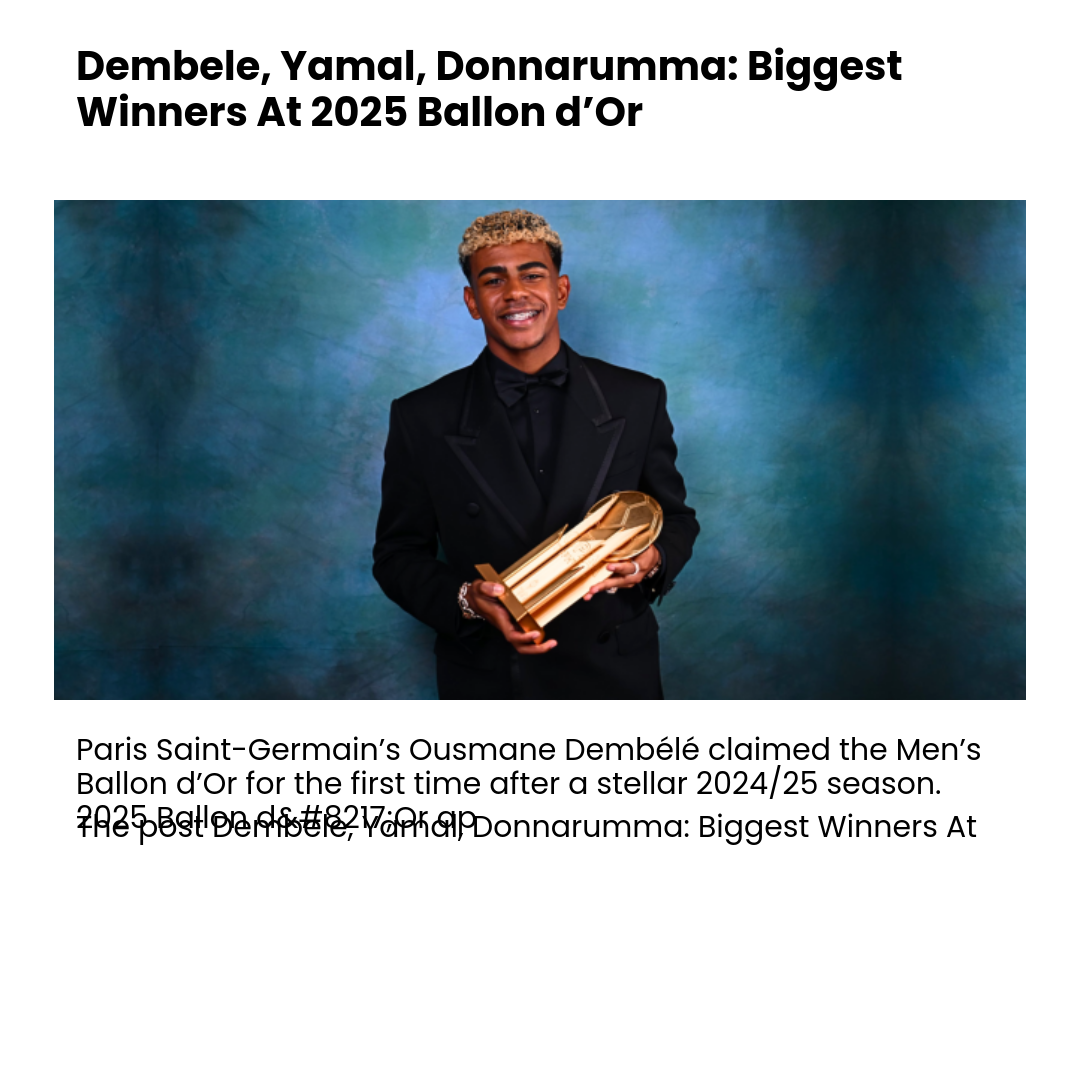 Dembele, Yamal, Donnarumma: Biggest
Winners At 2025 Ballon d’Or
Paris Saint-Germain’s Ousmane Dembélé claimed the Men’s
Ballon d’Or for the first time after a stellar 2024/25 season.
2025 Ballon d&#8217;Or ap
The post Dembele, Yamal, Donnarumma: Biggest Winners At